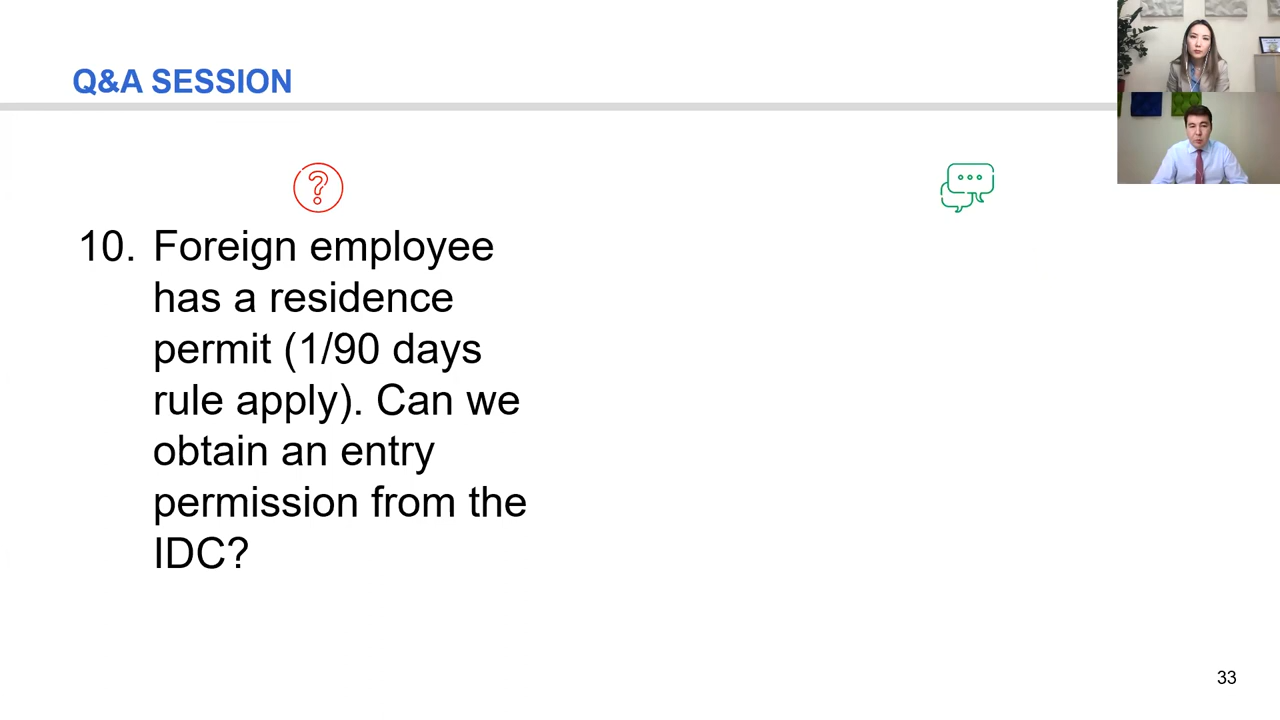 Q&A SESSION
?
10. Foreign employee
has a residence
permit (1/90 days
rule apply). Can we
obtain an entry
permission from the
IDC?
33